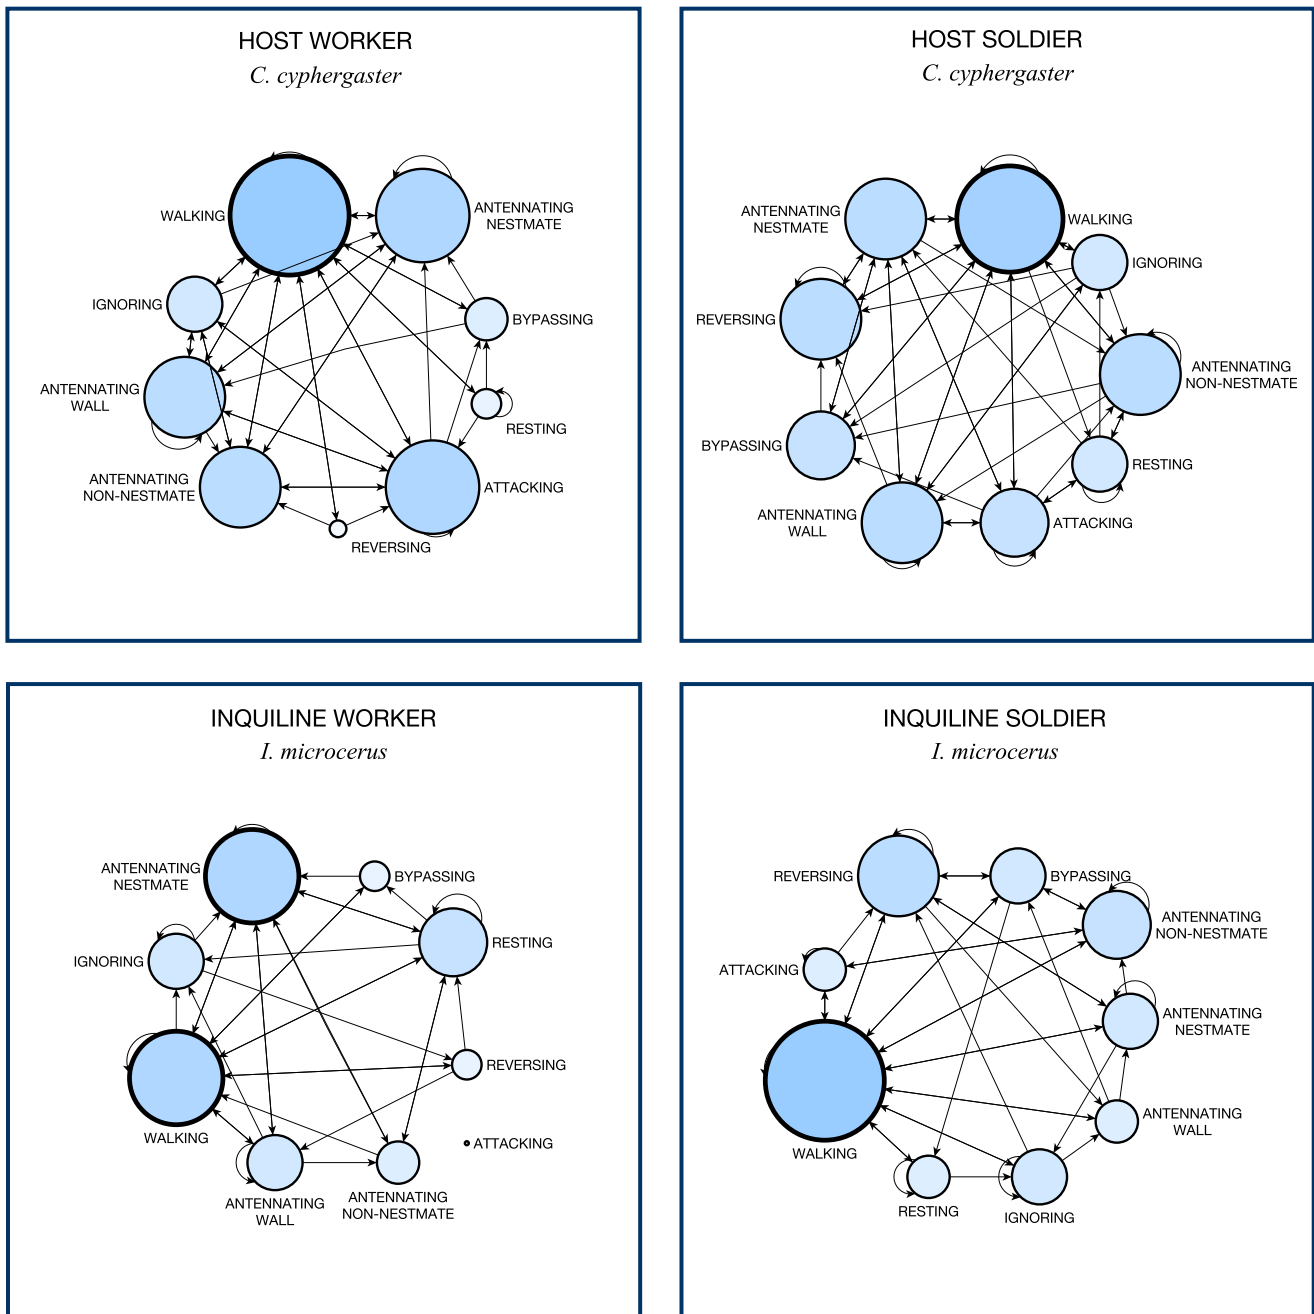 HOST WORKER
C. cyphergaster
WALKING
ANTENNATING
NESTMATE
IGNORING
BYPASSING
ANTENNATING
WALL
RESTING
ANTENNATING
NON-NESTMATE
ATTACKING
REVERSING
HOST SOLDIER
C. cyphergaster
ANTENNATING
NESTMATE
WALKING
IGNORING
REVERSING
ANTENNATING
NON-NESTMATE
BYPASSING
RESTING
ANTENNATING
WALL
ATTACKING
INQUILINE WORKER
I. microcerus
ANTENNATING
NESTMATE
BYPASSING
RESTING
IGNORING
REVERSING
WALKING
ATTACKING
ANTENNATING
WALL
ANTENNATING
NON-NESTMATE
INQUILINE SOLDIER
I. microcerus
REVERSING
BYPASSING
ANTENNATING
NON-NESTMATE
ATTACKING
ANTENNATING
NESTMATE
ANTENNATING
WALL
WALKING
RESTING
IGNORING